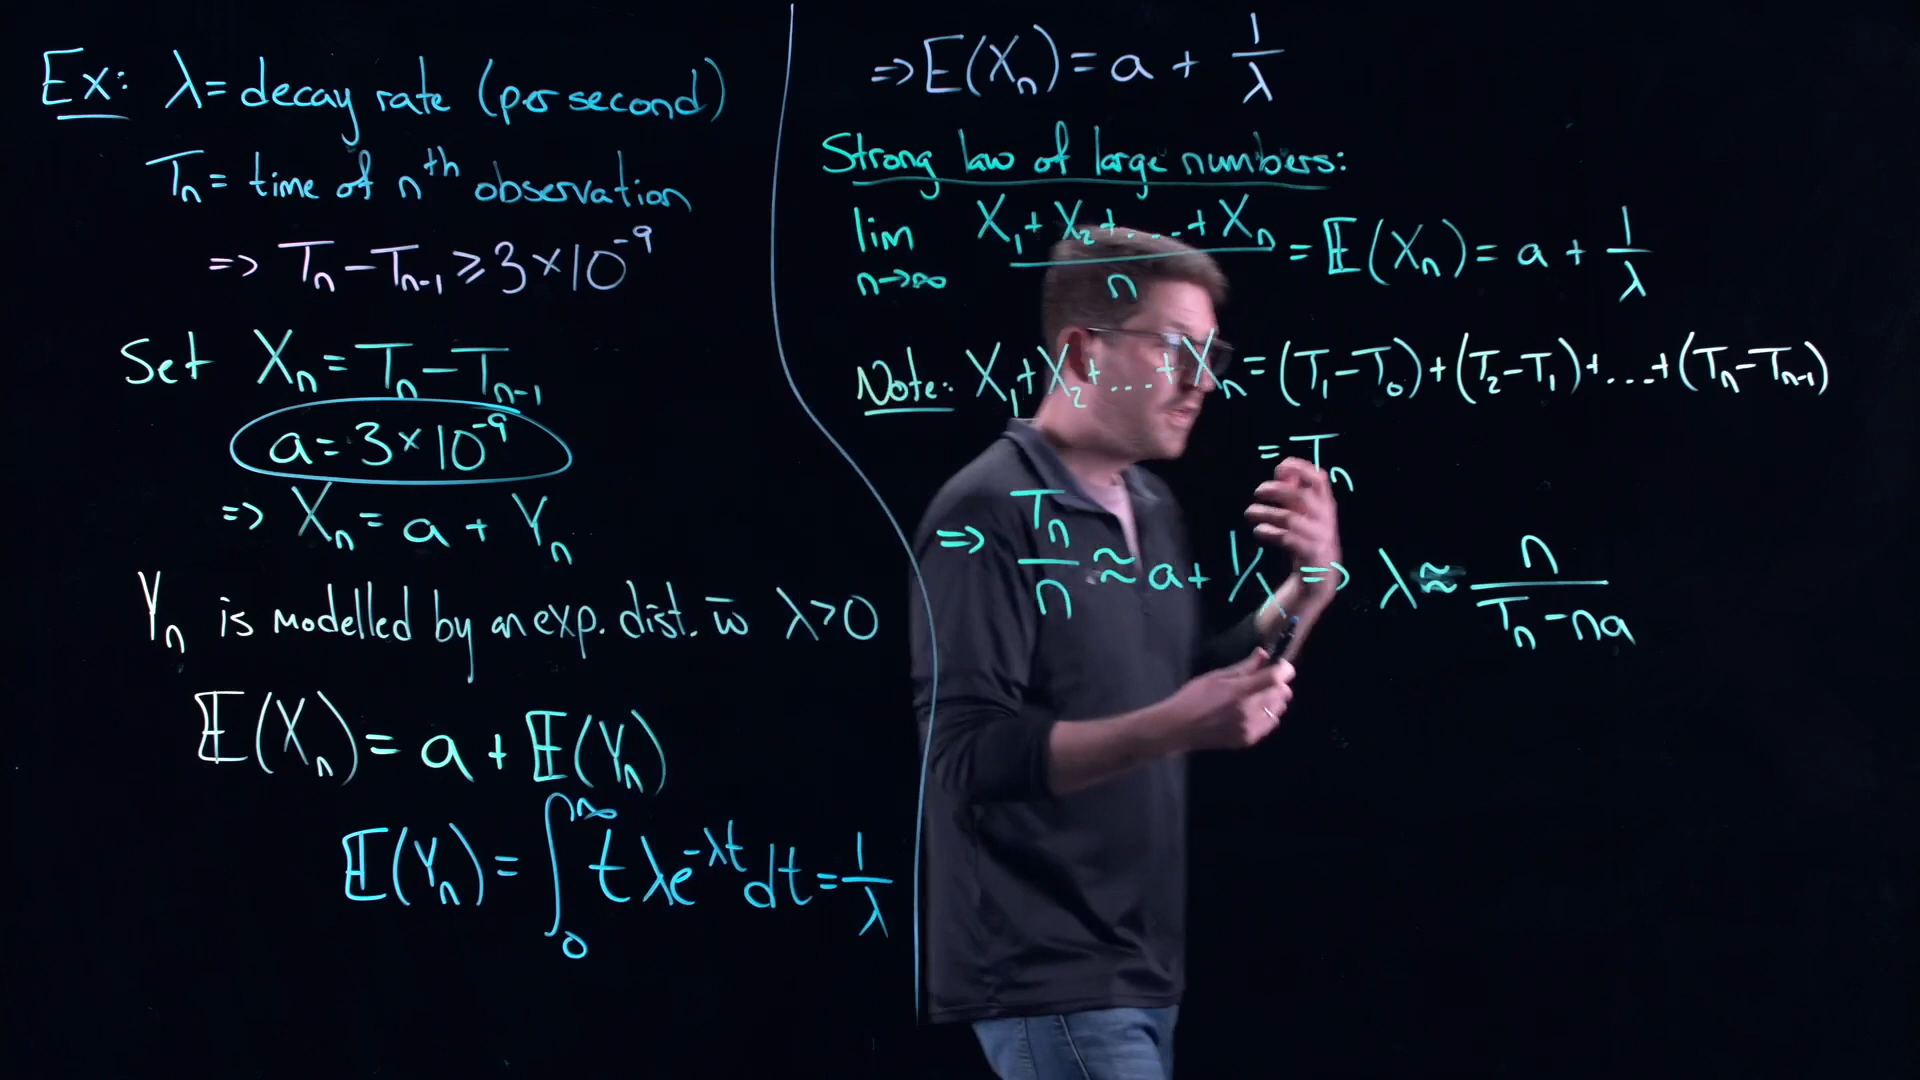 Ex: λ = decay rate (per second)
Tₙ = time of nᵗʰ observation
⇒ Tₙ − Tₙ₋₁ ⩾ 3×10⁻⁹
Set Xₙ = Tₙ − Tₙ₋₁
a = 3×10⁻⁹
⇒ Xₙ = a + Yₙ
Yₙ is modelled by an exp. dist. w̄ λ>0
𝔼(Xₙ) = a + 𝔼(Yₙ)
𝔼(Yₙ) = ∫₀^∞ t λe^(-λt) dt = 1/λ
⇒ E(Xₙ) = a + 1/λ
Strong law of large numbers:
lim n→∞ (X₁ + X₂ + ... + Xₙ)/n = 𝔼(Xₙ) = a + 1/λ
Note: X₁ + X₂ + ... + Xₙ = (T₁ − T₀) + (T₂ − T₁) + ... + (Tₙ − Tₙ₋₁)
= Tₙ
⇒ Tₙ/n ≈ a + 1/λ ⇒ λ ≈ n/(Tₙ − na)